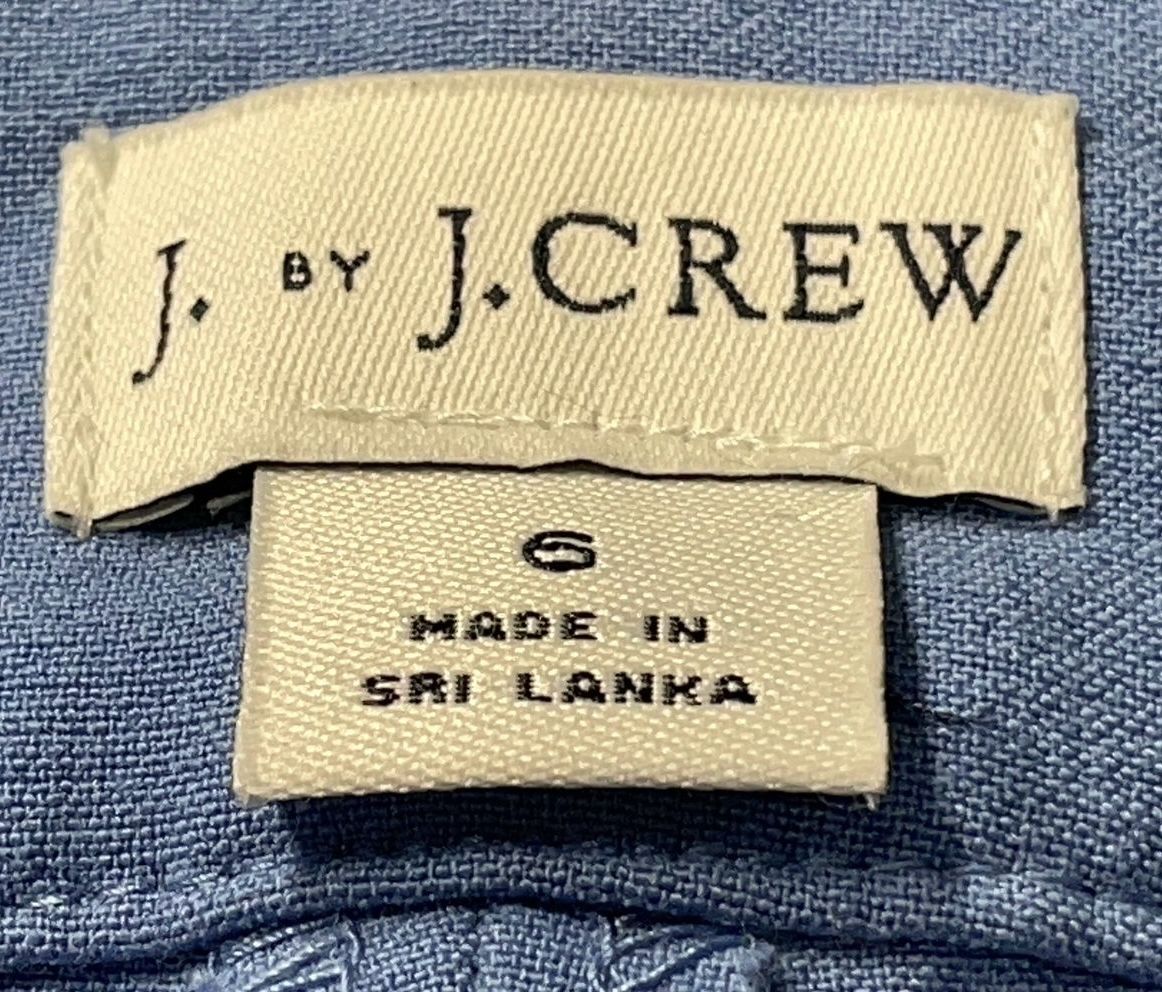 J. BY J.CREW
6
MADE IN
SRI LANKA